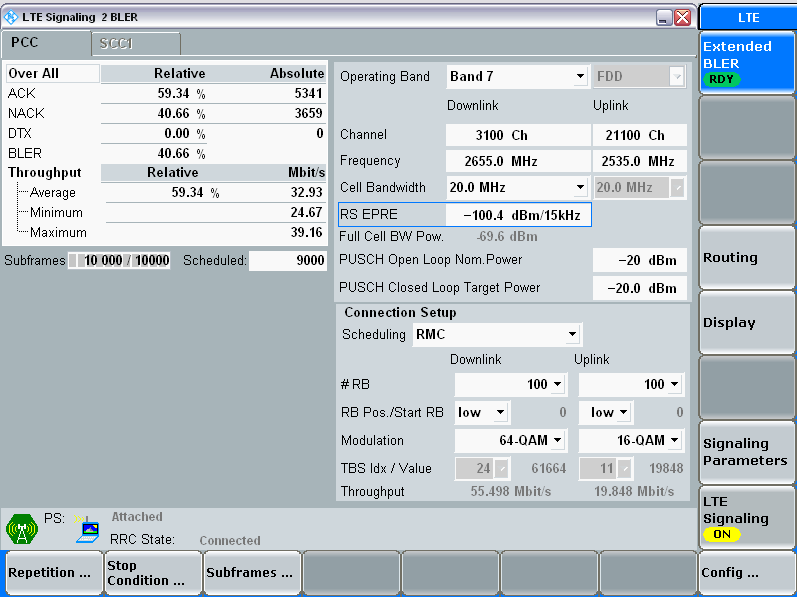 LTE Signaling 2 BLER
LTE
PCC
SCC1
Extended
BLER
RDY
Over All Relative Absolute
ACK 59.34 % 5341
NACK 40.66 % 3659
DTX 0.00 % 0
BLER 40.66 %
Throughput Relative Mbit/s
Average 59.34 % 32.93
Minimum 24.67
Maximum 39.16
Subframes 10 000 / 10000 Scheduled: 9000
Operating Band Band 7 FDD
Downlink Uplink
Channel 3100 Ch 21100 Ch
Frequency 2655.0 MHz 2535.0 MHz
Cell Bandwidth 20.0 MHz 20.0 MHz
RS EPRE −100.4 dBm/15kHz
Full Cell BW Pow. -69.6 dBm
PUSCH Open Loop Nom.Power −20 dBm
PUSCH Closed Loop Target Power −20.0 dBm
Connection Setup
Scheduling RMC
Downlink Uplink
# RB 100 100
RB Pos./Start RB low 0 low 0
Modulation 64-QAM 16-QAM
TBS Idx / Value 24 61664 11 19848
Throughput 55.498 Mbit/s 19.848 Mbit/s
Routing
Display
Signaling
Parameters
LTE
Signaling
ON
PS: Attached
RRC State: Connected
Repetition ...
Stop
Condition ...
Subframes ...
Config ...